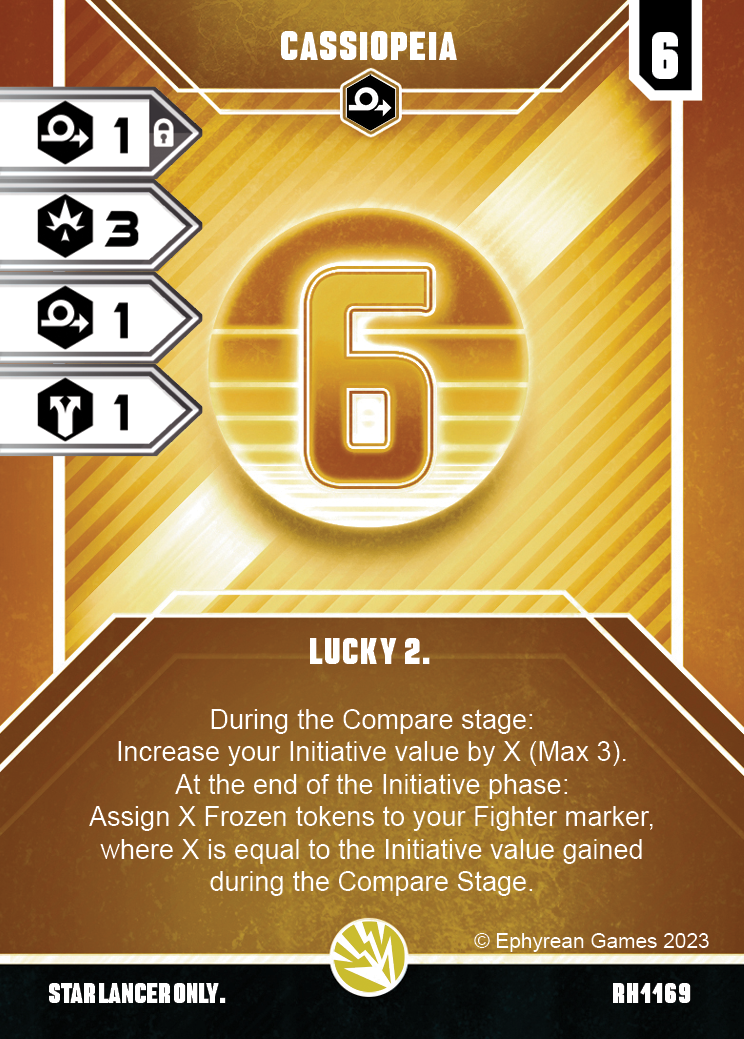 CASSIOPEIA
6
1
3
1
1
6
LUCKY 2.
During the Compare stage:
Increase your Initiative value by X (Max 3).
At the end of the Initiative phase:
Assign X Frozen tokens to your Fighter marker,
where X is equal to the Initiative value gained
during the Compare Stage.
© Ephyrean Games 2023
STARLANCER ONLY.
RH1169